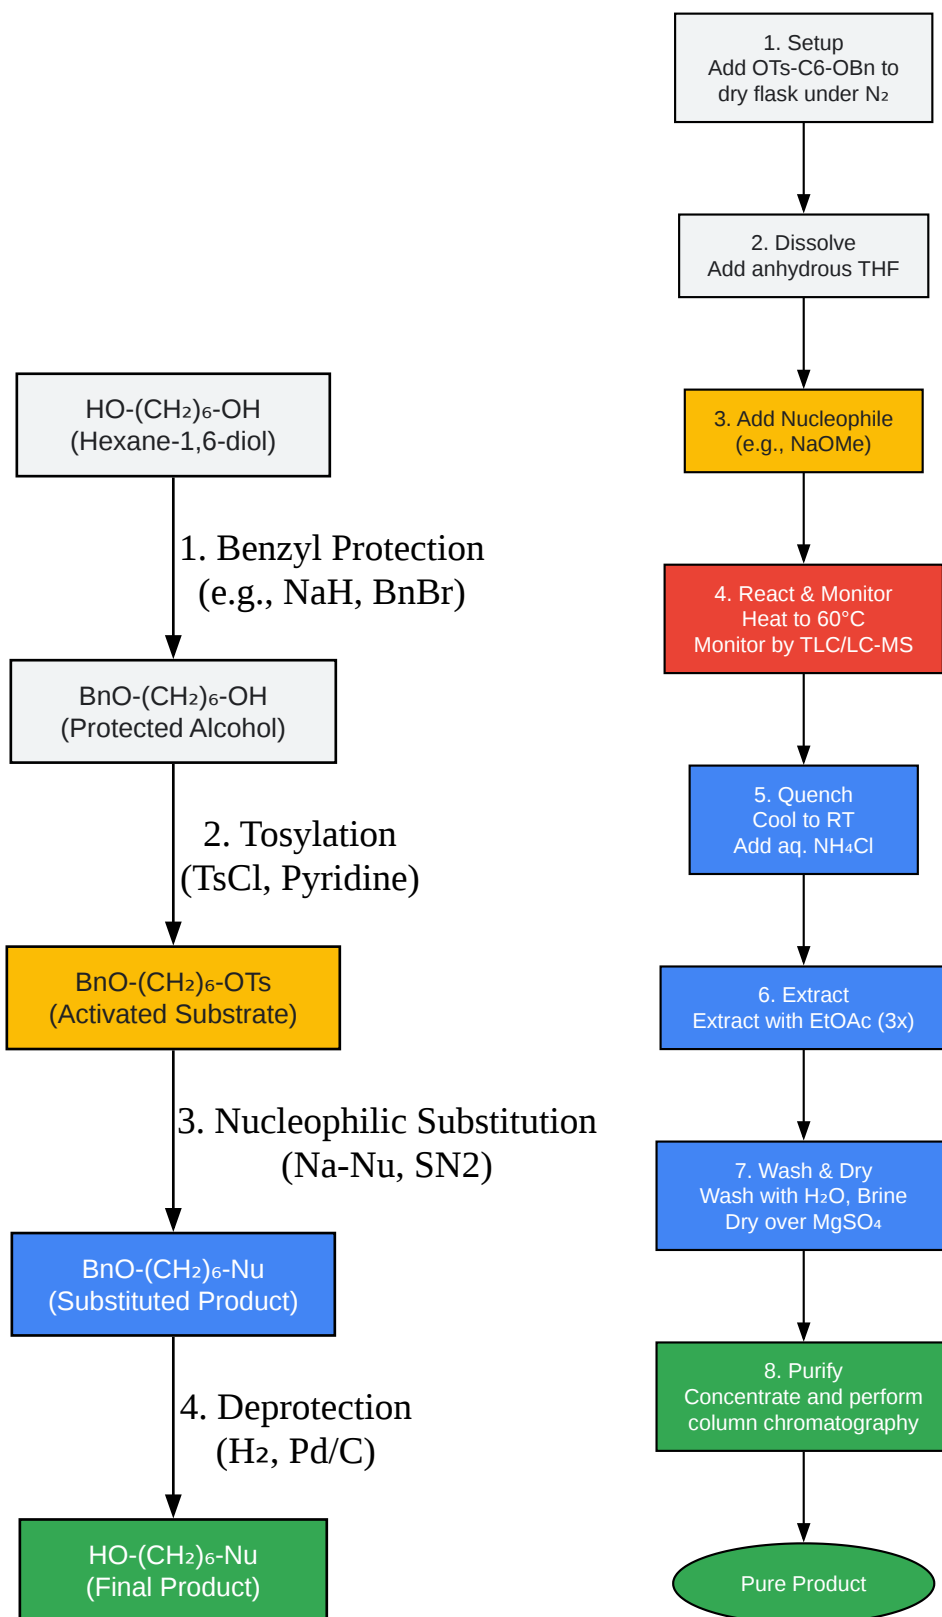 HO-(CH₂)₆-OH
(Hexane-1,6-diol)
1. Benzyl Protection
(e.g., NaH, BnBr)
BnO-(CH₂)₆-OH
(Protected Alcohol)
2. Tosylation
(TsCl, Pyridine)
BnO-(CH₂)₆-OTs
(Activated Substrate)
3. Nucleophilic Substitution
(Na-Nu, SN2)
BnO-(CH₂)₆-Nu
(Substituted Product)
4. Deprotection
(H₂, Pd/C)
HO-(CH₂)₆-Nu
(Final Product)
1. Setup
Add OTs-C6-OBn to
dry flask under N₂
2. Dissolve
Add anhydrous THF
3. Add Nucleophile
(e.g., NaOMe)
4. React & Monitor
Heat to 60°C
Monitor by TLC/LC-MS
5. Quench
Cool to RT
Add aq. NH₄Cl
6. Extract
Extract with EtOAc (3x)
7. Wash & Dry
Wash with H₂O, Brine
Dry over MgSO₄
8. Purify
Concentrate and perform
column chromatography
Pure Product